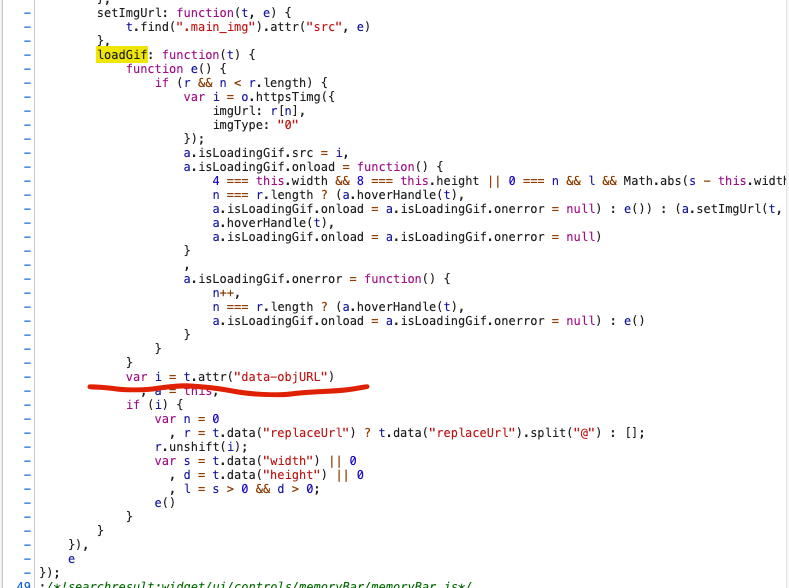 },
setImgUrl: function(t, e) {
t.find(".main_img").attr("src", e)
},
loadGif: function(t) {
function e() {
if (r && n < r.length) {
var i = o.httpsTimg({
imgUrl: r[n],
imgType: "0"
});
a.isLoadingGif.src = i,
a.isLoadingGif.onload = function() {
4 === this.width && 8 === this.height || 0 === n && l && Math.abs(s - this.width
n === r.length ? (a.hoverHandle(t),
a.isLoadingGif.onload = a.isLoadingGif.onerror = null) : e()) : (a.setImgUrl(t,
a.hoverHandle(t),
a.isLoadingGif.onload = a.isLoadingGif.onerror = null)
}
,
a.isLoadingGif.onerror = function() {
n++,
n === r.length ? (a.hoverHandle(t),
a.isLoadingGif.onload = a.isLoadingGif.onerror = null) : e()
}
}
}
var i = t.attr("data-objURL")
, a = this;
if (i) {
var n = 0
, r = t.data("replaceUrl") ? t.data("replaceUrl").split("@") : [];
r.unshift(i);
var s = t.data("width") || 0
, d = t.data("height") || 0
, l = s > 0 && d > 0;
e()
}
}
}),
e
});
49 ;/*!searchresult:widget/ui/controls/memoryBar/memoryBar.js*/